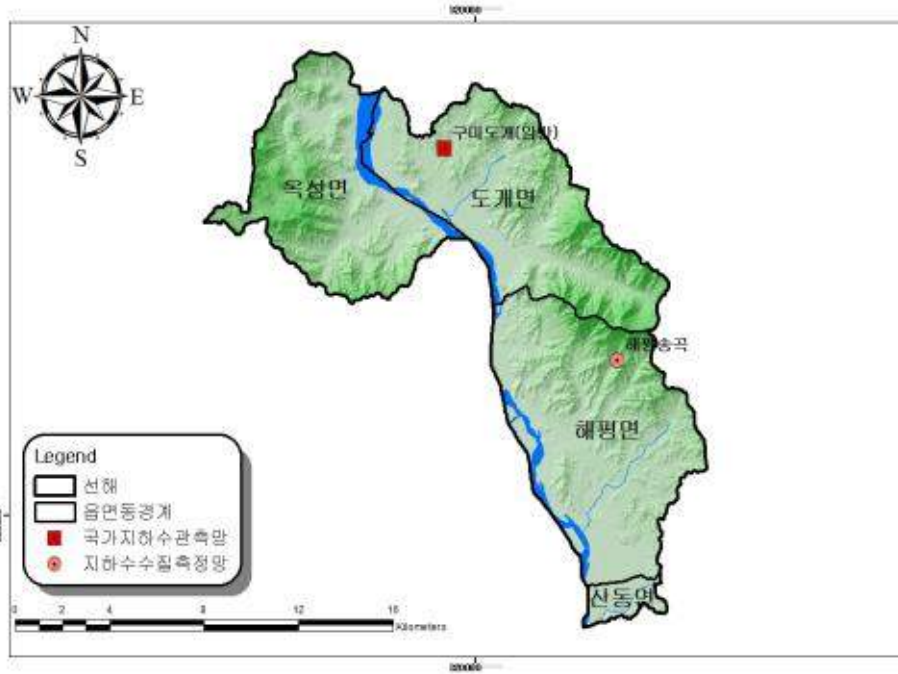 N
W
E
S
구미도개(암반)
옥성면
도개면
해평송곡
해평면
산동면
Legend
선해
읍면동경계
국가지하수관측망
지하수수질측정망
0 2 4 8 12 16
Kilometers